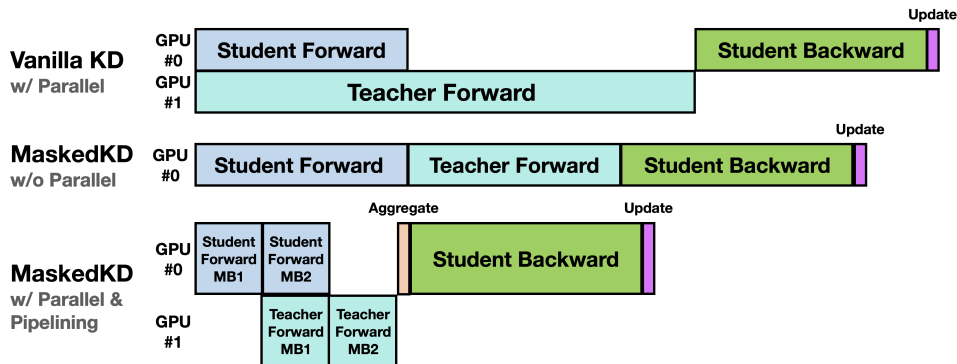 Update
Vanilla KD
w/ Parallel
GPU
#0
Student Forward
Student Backward
GPU
#1
Teacher Forward
Update
MaskedKD
w/o Parallel
GPU
#0
Student Forward
Teacher Forward
Student Backward
Aggregate
Update
MaskedKD
w/ Parallel &
Pipelining
GPU
#0
Student
Forward
MB1
Student
Forward
MB2
Student Backward
GPU
#1
Teacher
Forward
MB1
Teacher
Forward
MB2